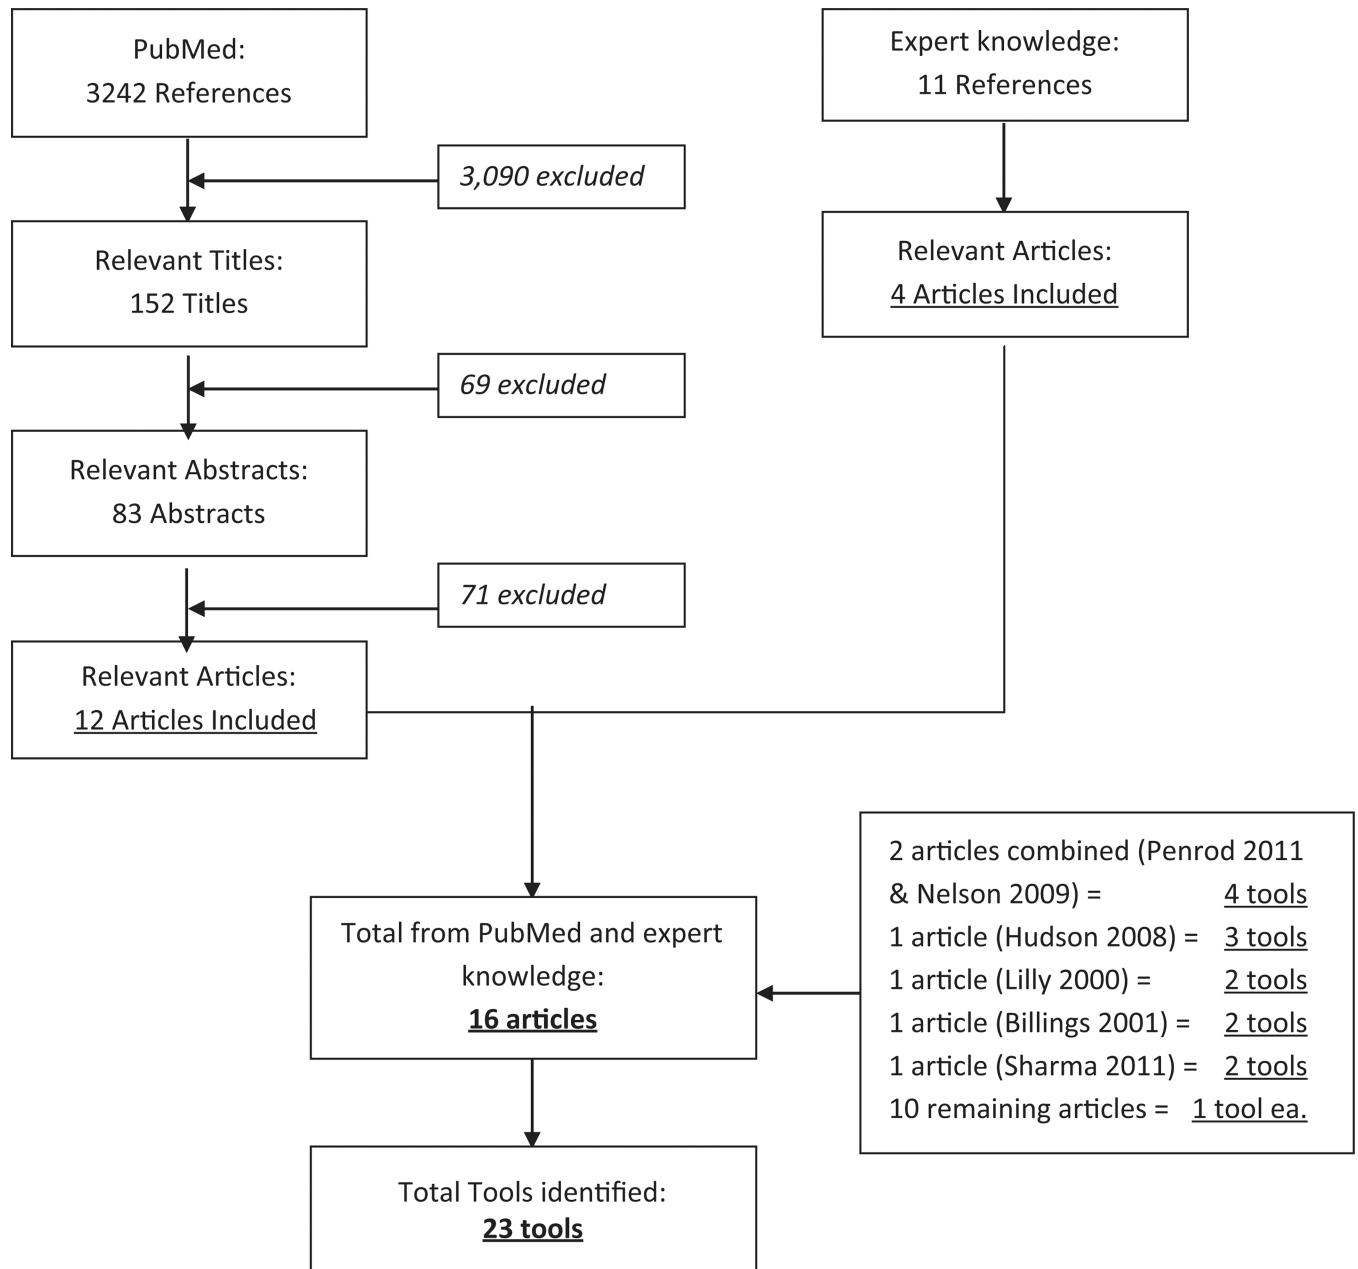 PubMed:
3242 References
Expert knowledge:
11 References
3,090 excluded
Relevant Titles:
152 Titles
Relevant Articles:
4 Articles Included
69 excluded
Relevant Abstracts:
83 Abstracts
71 excluded
Relevant Articles:
12 Articles Included
2 articles combined (Penrod 2011
& Nelson 2009) = 4 tools
1 article (Hudson 2008) = 3 tools
1 article (Lilly 2000) = 2 tools
1 article (Billings 2001) = 2 tools
1 article (Sharma 2011) = 2 tools
10 remaining articles = 1 tool ea.
Total from PubMed and expert
knowledge:
16 articles
Total Tools identified:
23 tools